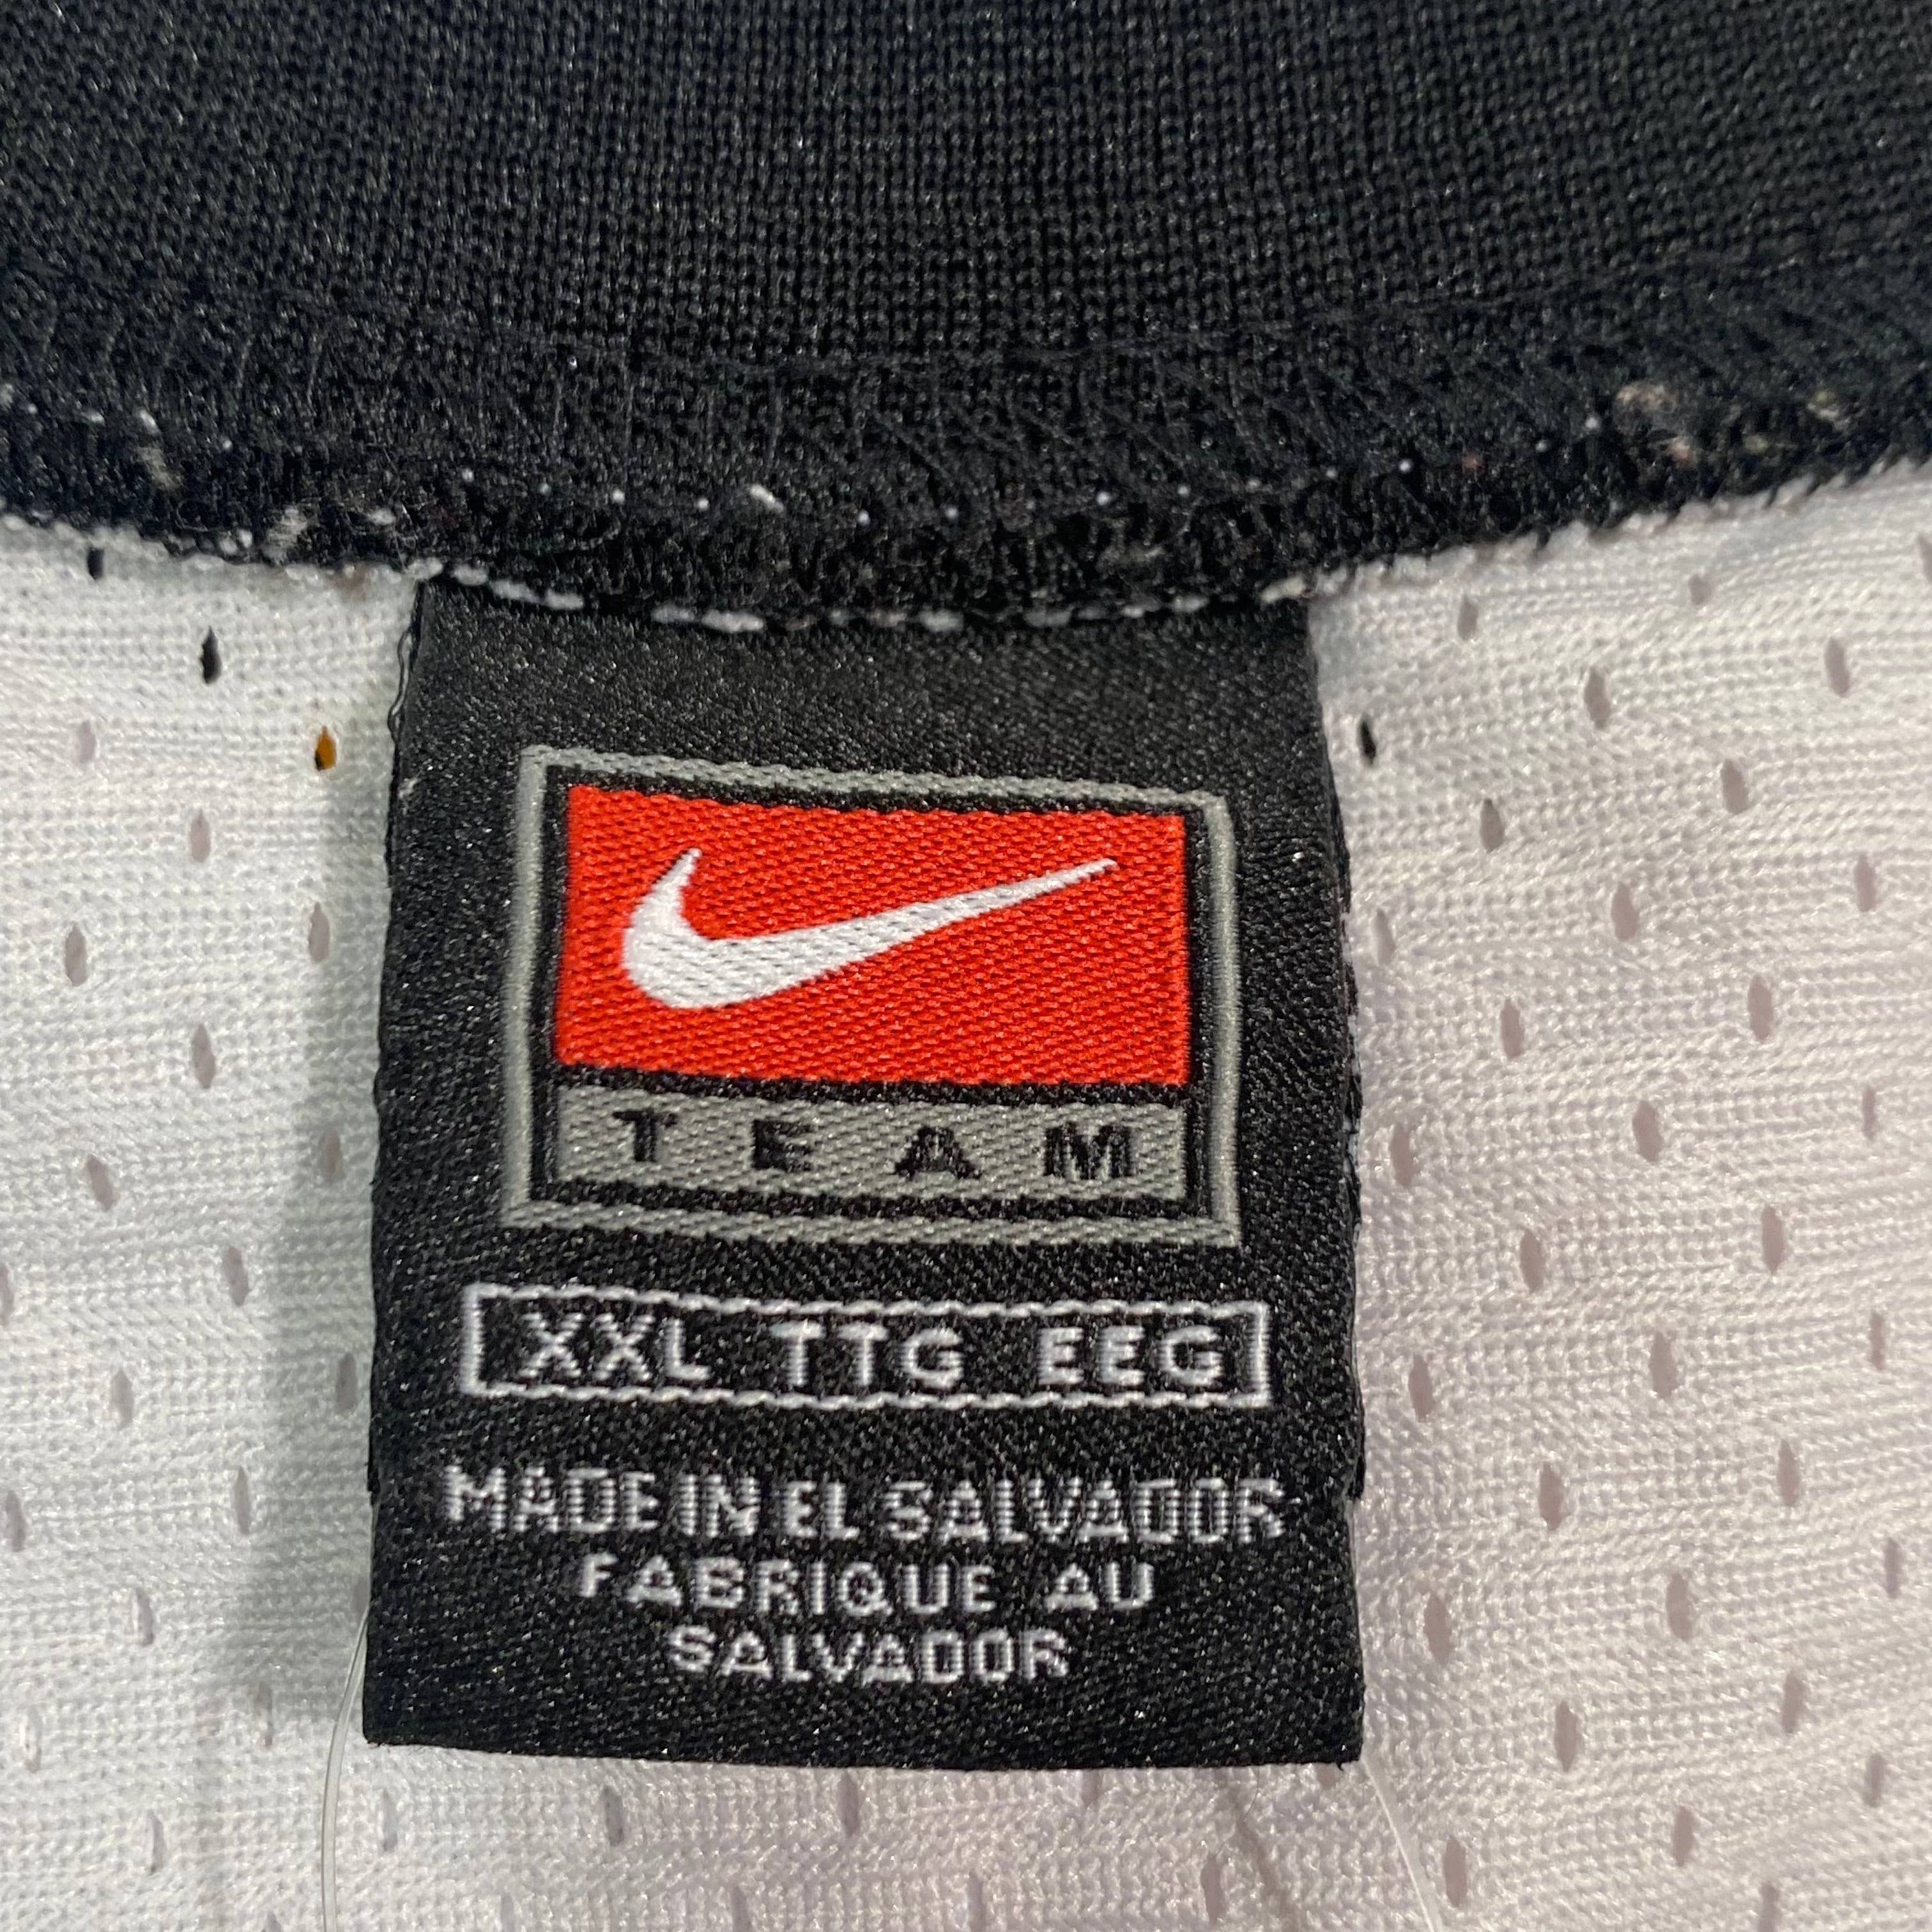 TEAM
XXL TTG EEG
MADE IN EL SALVADOR
FABRIQUE AU
SALVADOR